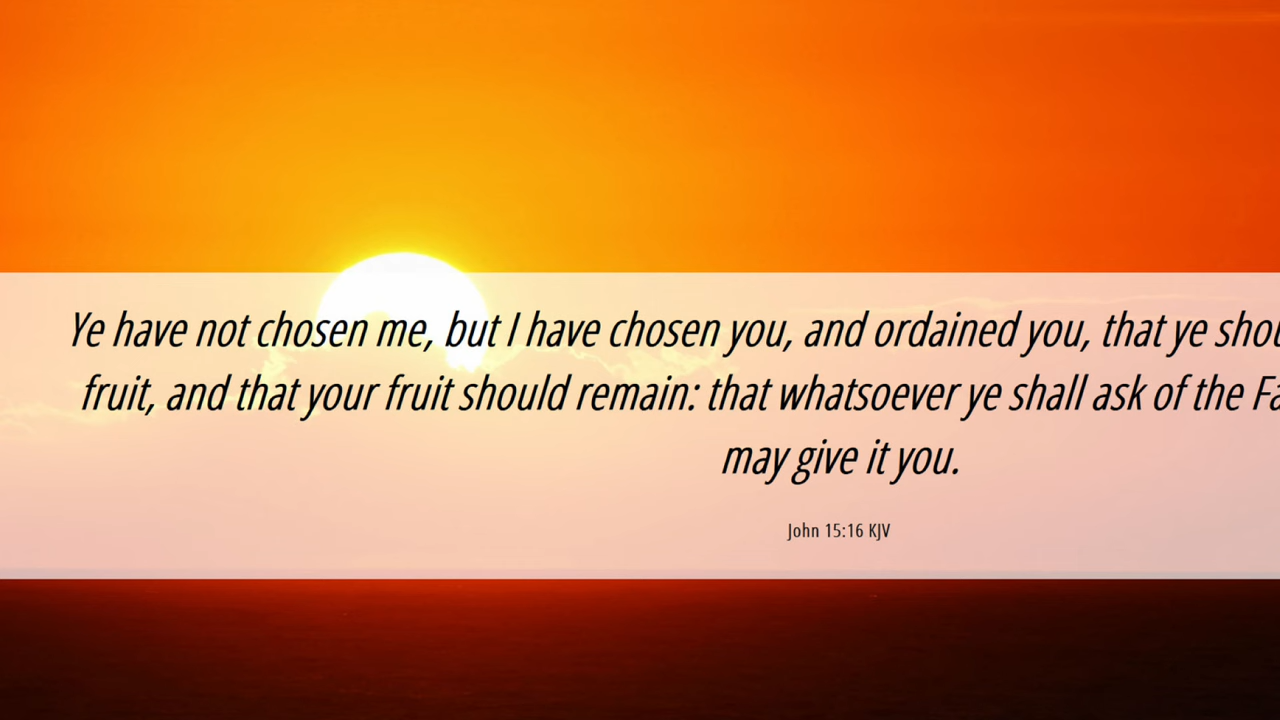 Ye have not chosen me, but I have chosen you, and ordained you, that ye shou
fruit, and that your fruit should remain: that whatsoever ye shall ask of the Fa
may give it you.
John 15:16 KJV